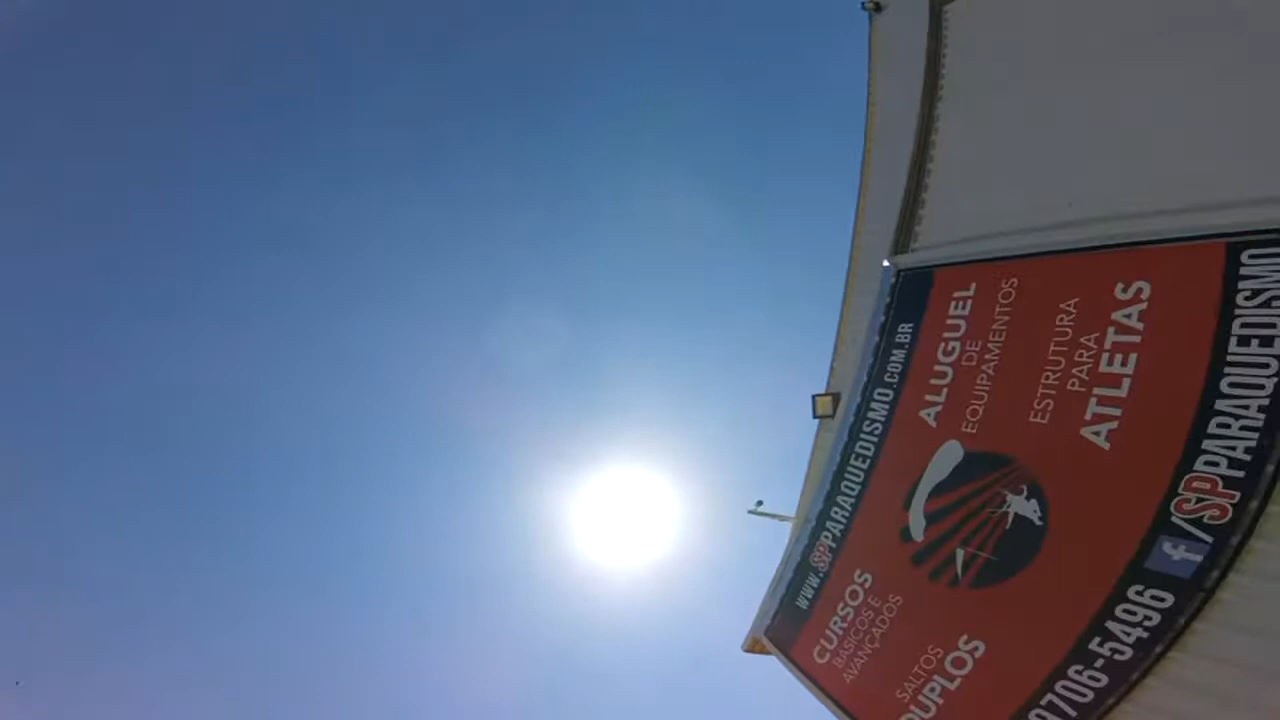 www.SPPARAQUEDISMO.COM.BR
CURSOS
BÁSICOS E
AVANÇADOS
SALTOS
DUPLOS
ALUGUEL
DE
EQUIPAMENTOS
ESTRUTURA
PARA
ATLETAS
9706-5496 f/SPPARAQUEDISMO